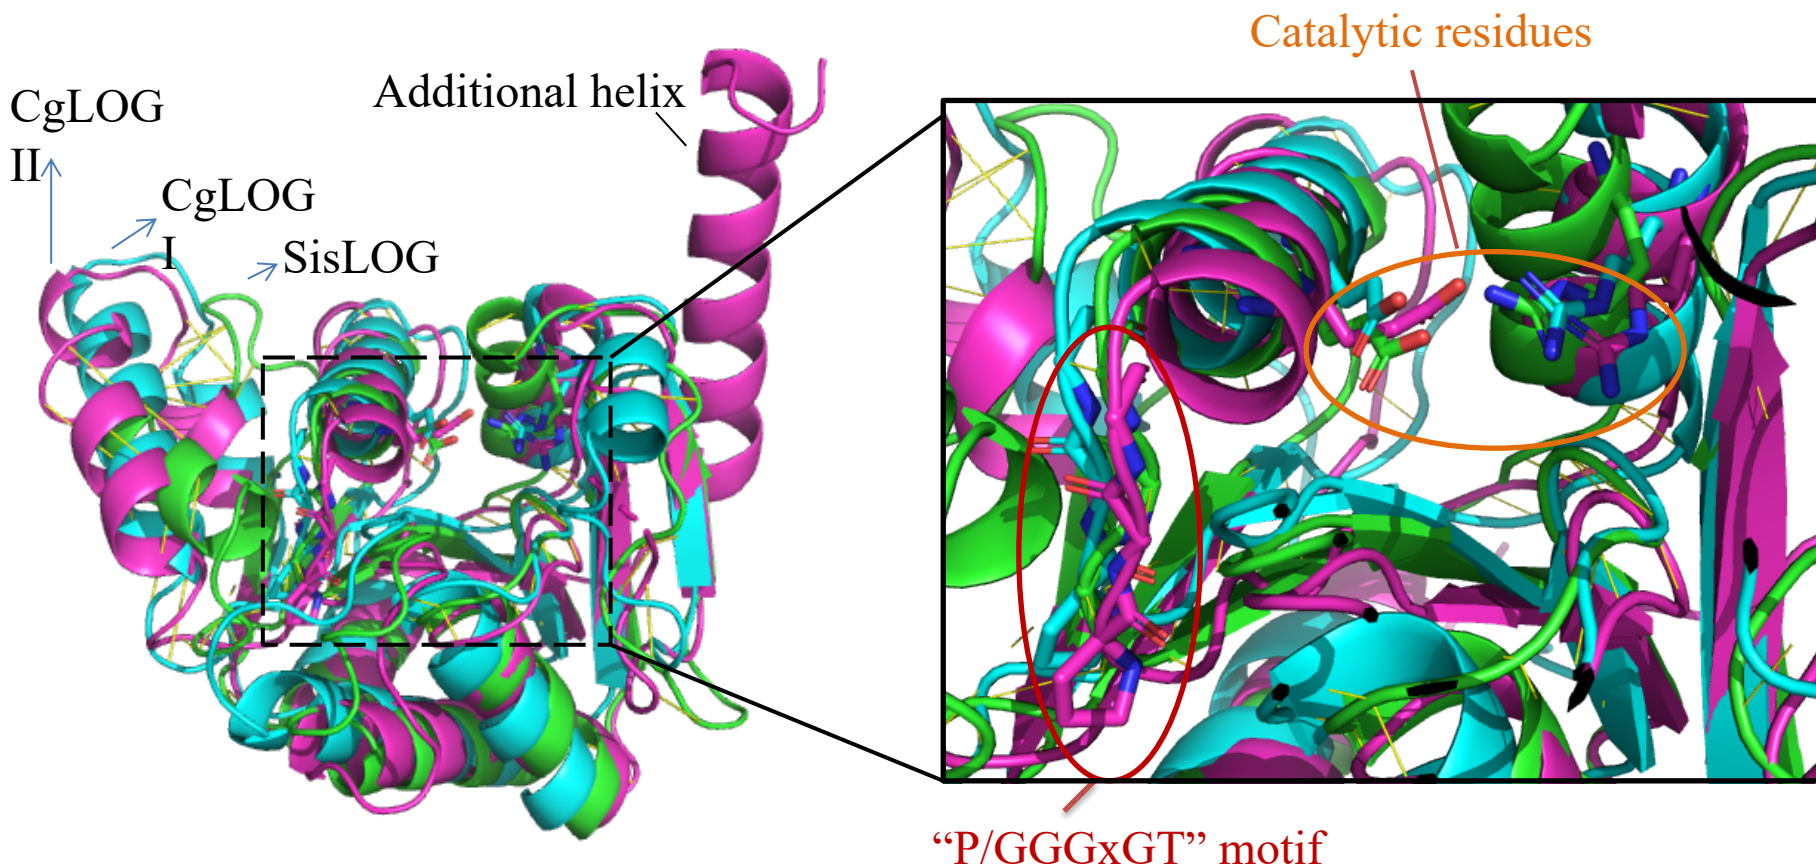 Catalytic residues
Additional helix
CgLOG
II
CgLOG
I
SisLOG
“P/GGGxGT” motif